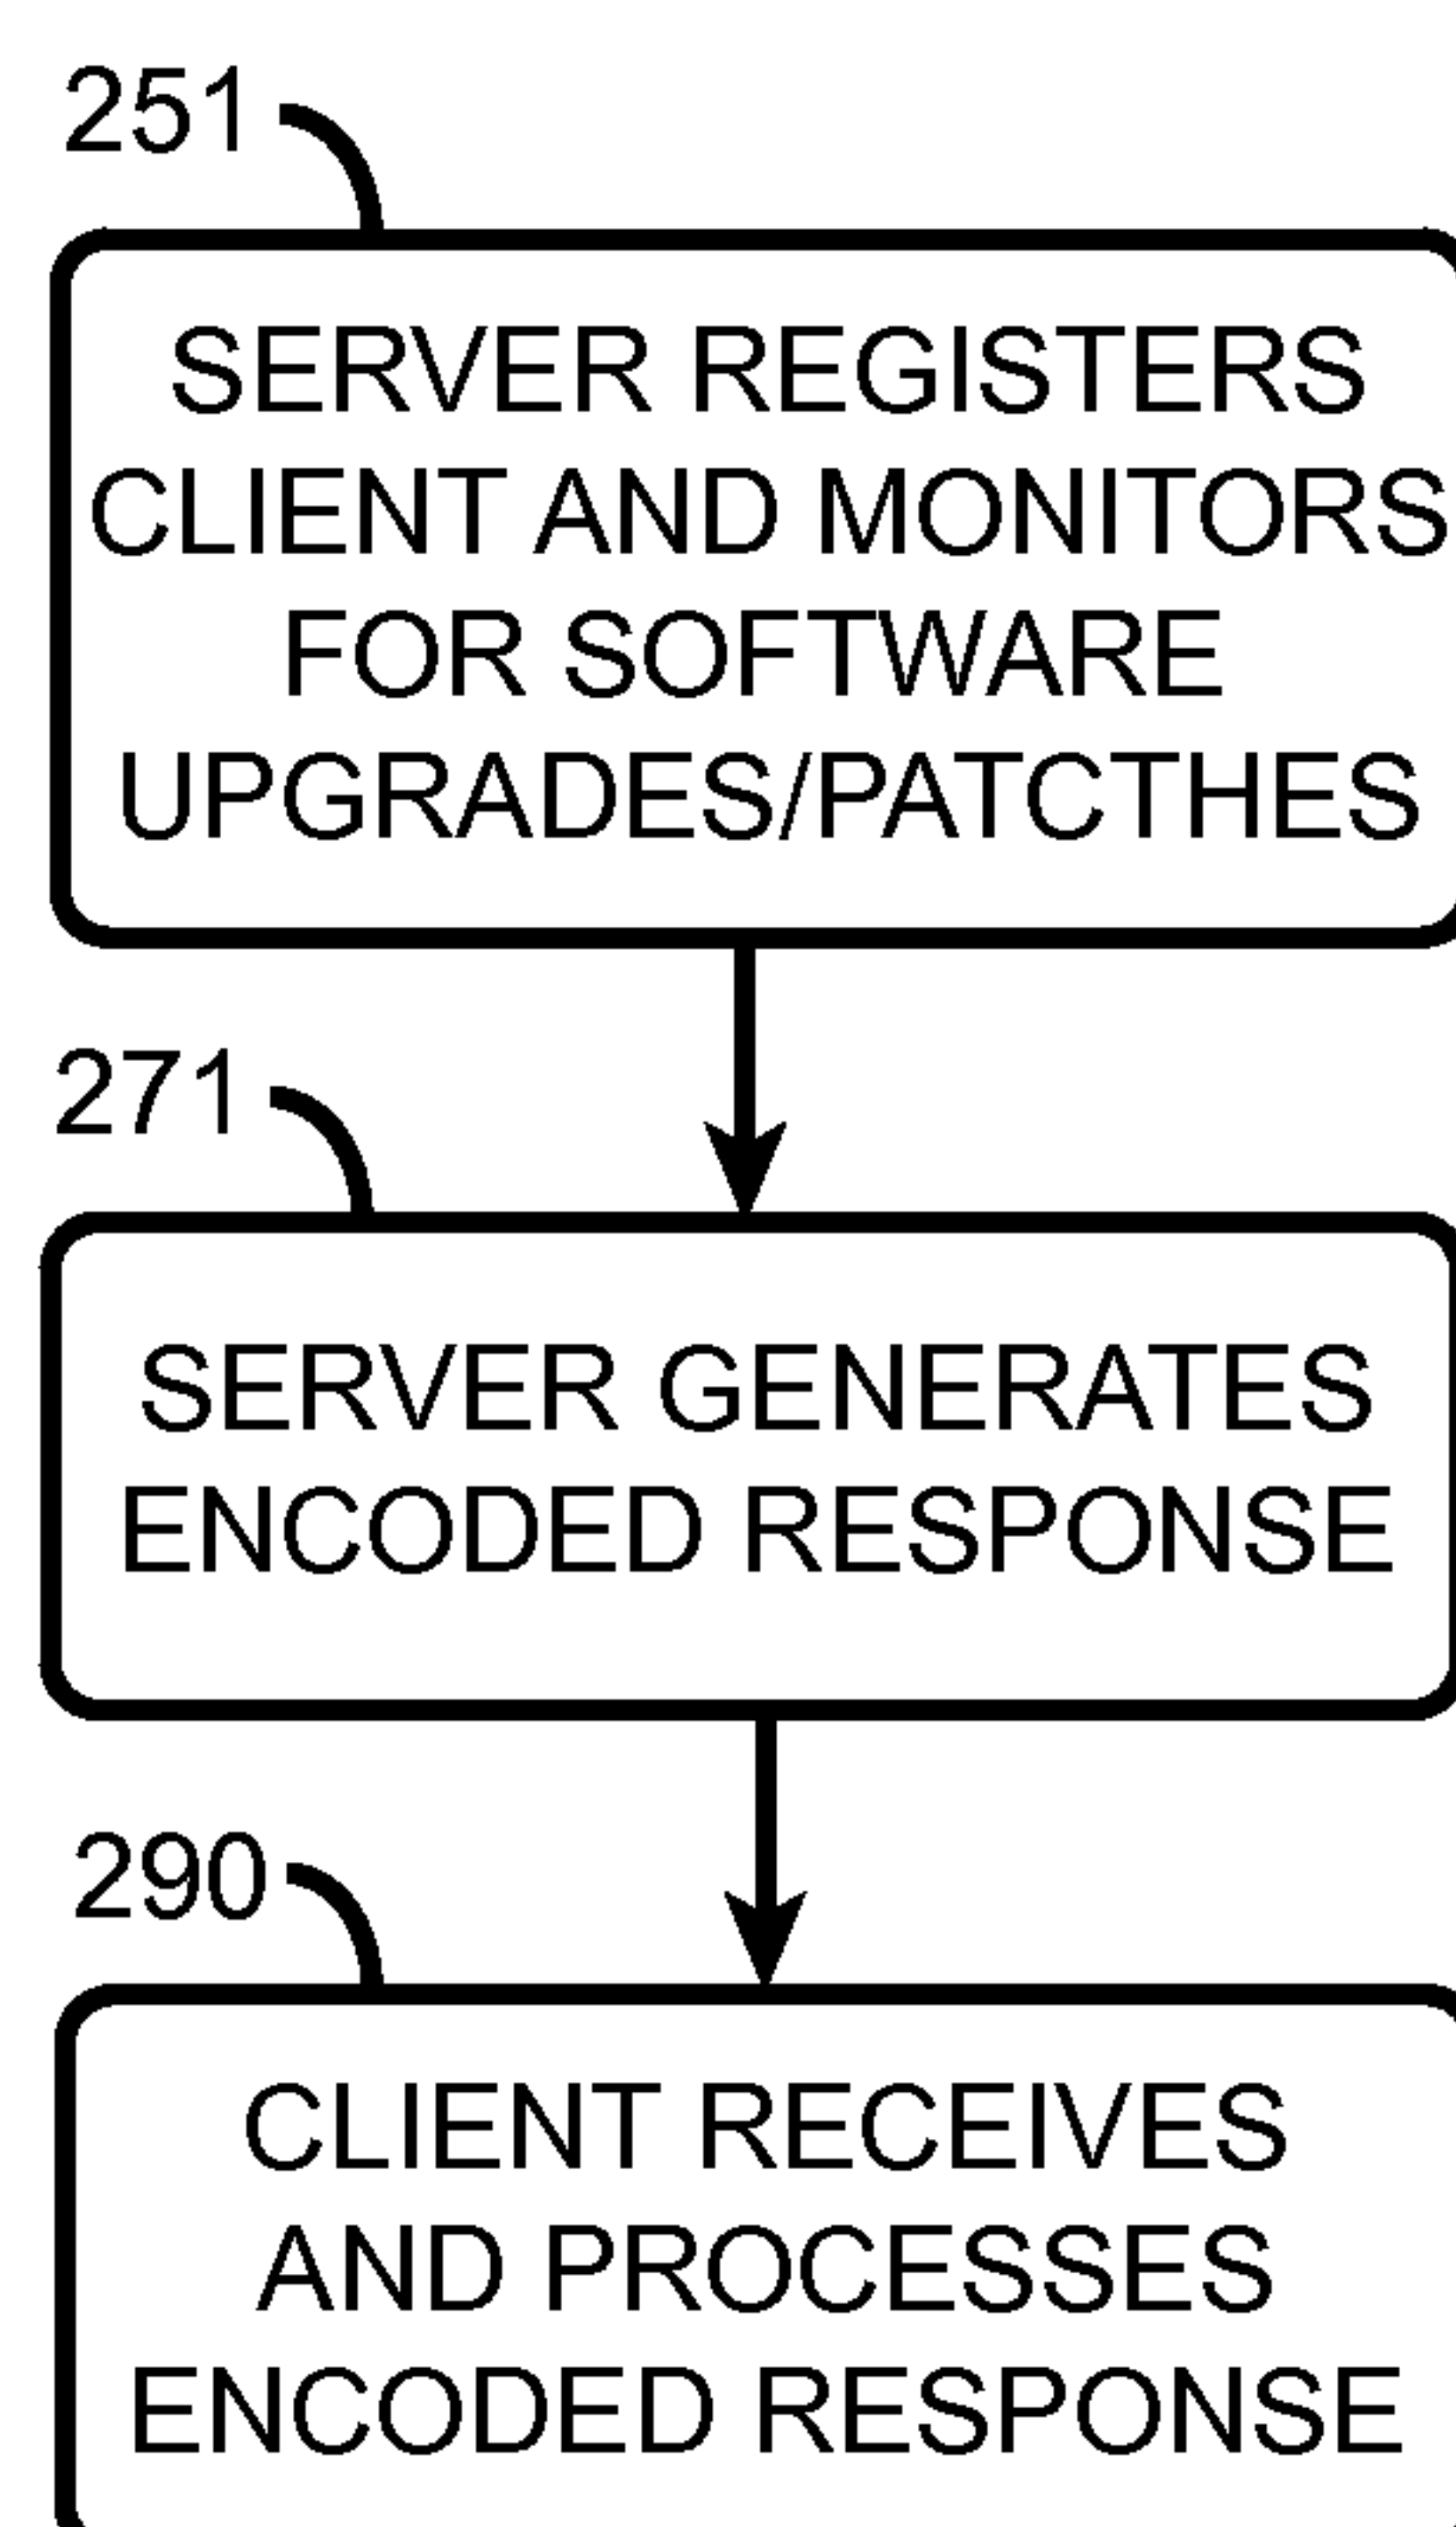 251
SERVER REGISTERS
CLIENT AND MONITORS
FOR SOFTWARE
UPGRADES/PATCTHES
271
SERVER GENERATES
ENCODED RESPONSE
290
CLIENT RECEIVES
AND PROCESSES
ENCODED RESPONSE